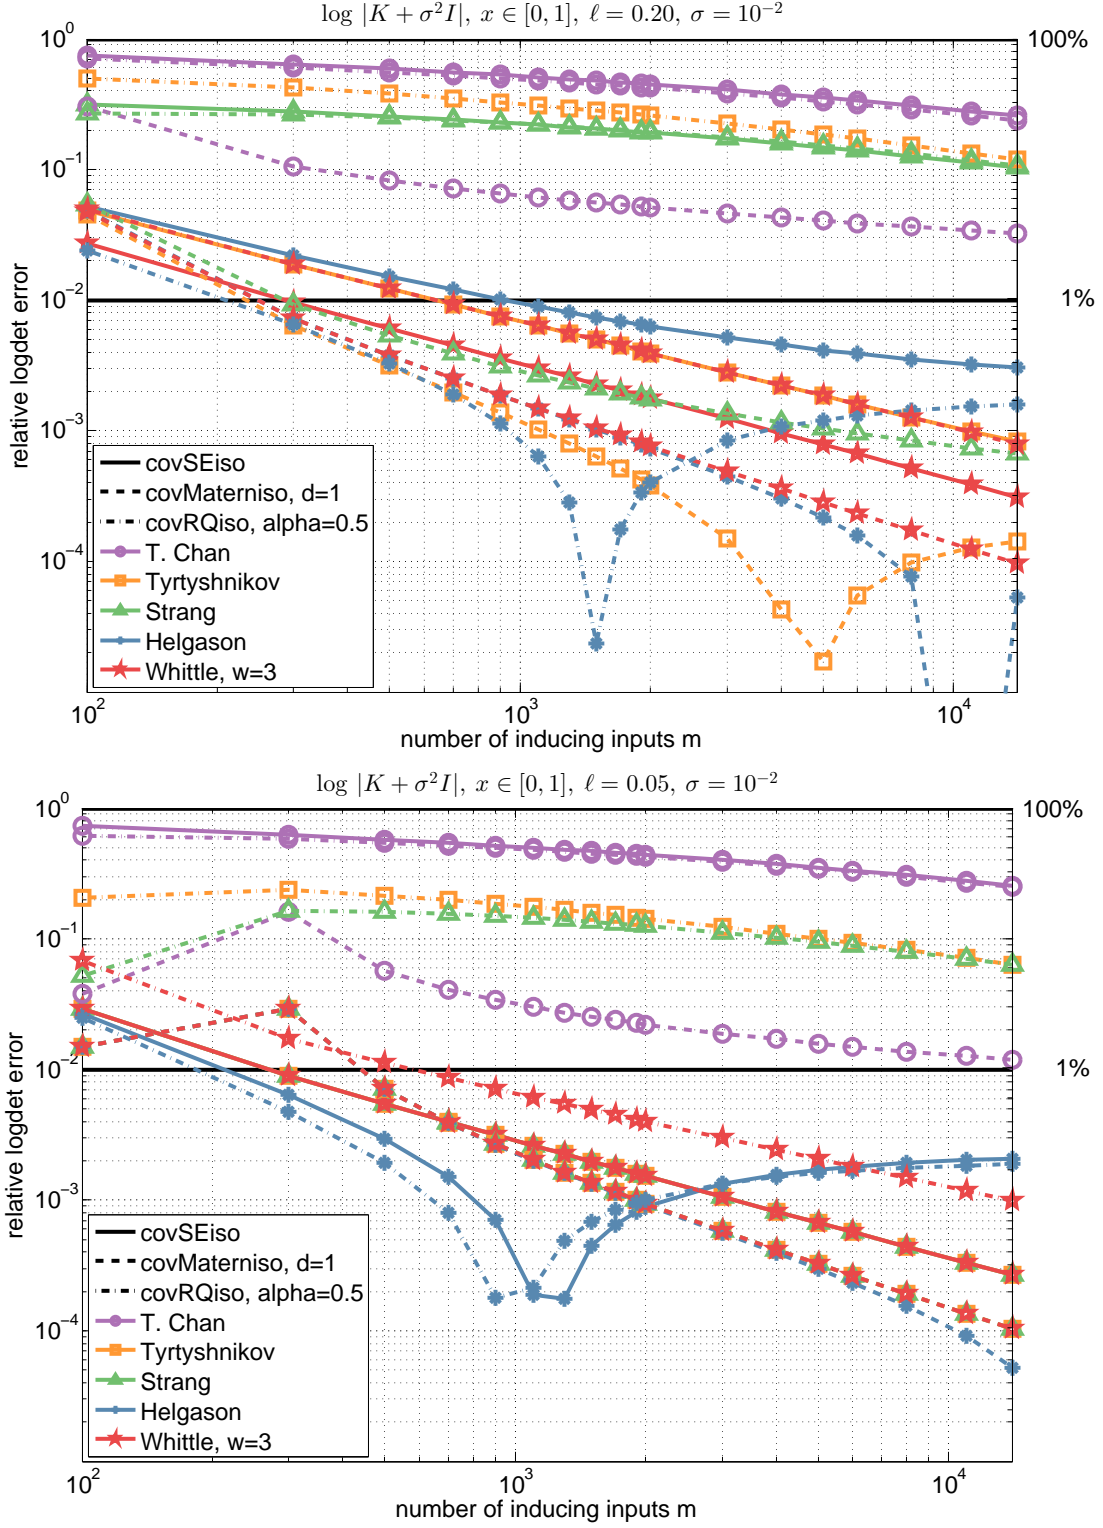 log |K + σ²I|, x ∈ [0, 1], ℓ = 0.20, σ = 10⁻²
10⁰
100%
10⁻¹
10⁻²
1%
10⁻³
10⁻⁴
relative logdet error
covSEiso
covMaterniso, d=1
covRQiso, alpha=0.5
T. Chan
Tyrtyshnikov
Strang
Helgason
Whittle, w=3
10²
10³
10⁴
number of inducing inputs m
log |K + σ²I|, x ∈ [0, 1], ℓ = 0.05, σ = 10⁻²
10⁰
100%
10⁻¹
10⁻²
1%
10⁻³
10⁻⁴
relative logdet error
covSEiso
covMaterniso, d=1
covRQiso, alpha=0.5
T. Chan
Tyrtyshnikov
Strang
Helgason
Whittle, w=3
10²
10³
10⁴
number of inducing inputs m